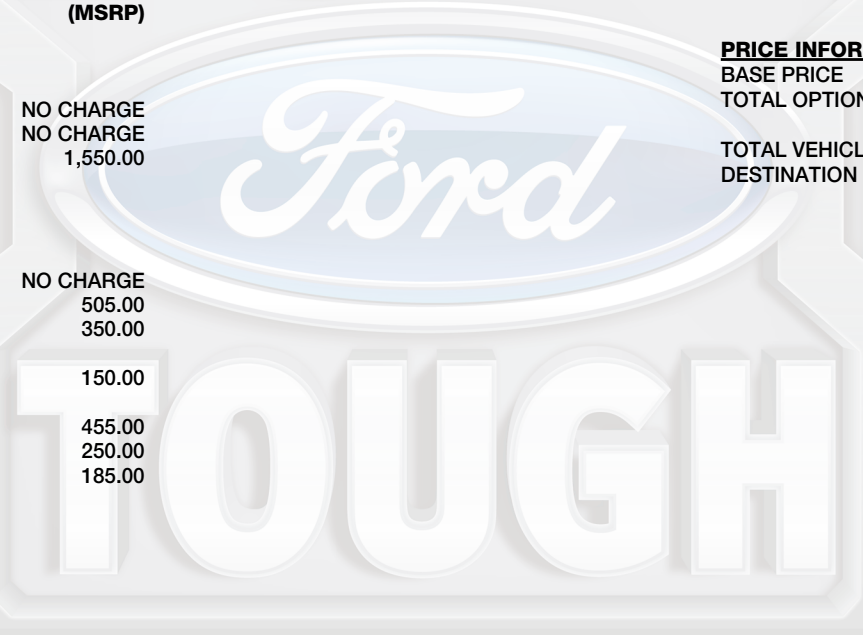 (MSRP)
NO CHARGE
NO CHARGE
1,550.00
NO CHARGE
505.00
350.00
150.00
455.00
250.00
185.00
PRICE INFOR
BASE PRICE
TOTAL OPTION
TOTAL VEHICL
DESTINATION
Ford
TOUGH